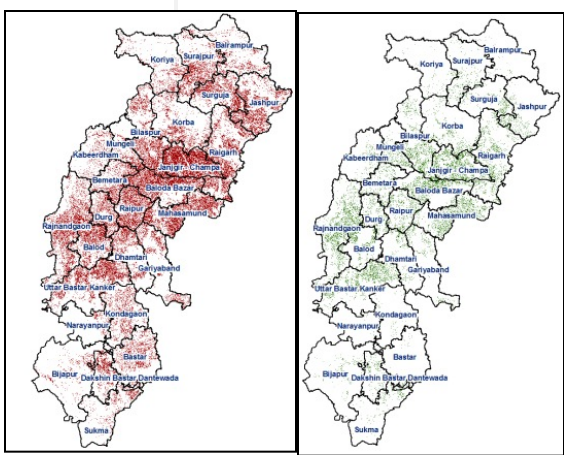 Balrampur
Surajpur
Koriya
Surguja
Jashpur
Korba
Bilaspur
Mungeli
Kabeerdham
Raigarh
Janjgir - Champa
Bemetara
Baloda Bazar
Raipur
Durg
Mahasamund
Rajnandgaon
Balod
Dhamtari
Gariyaband
Uttar Bastar Kanker
Kondagaon
Narayanpur
Bastar
Bijapur
Dakshin Bastar Dantewada
Sukma
Balrampur
Surajpur
Koriya
Surguja
Jashpur
Korba
Bilaspur
Mungeli
Kabeerdham
Raigarh
Janjgir - Champa
Bemetara
Baloda Bazar
Raipur
Durg
Mahasamund
Rajnandgaon
Balod
Dhamtari
Gariyaband
Uttar Bastar Kanker
Kondagaon
Narayanpur
Bastar
Bijapur
Dakshin Bastar Dantewada
Sukma